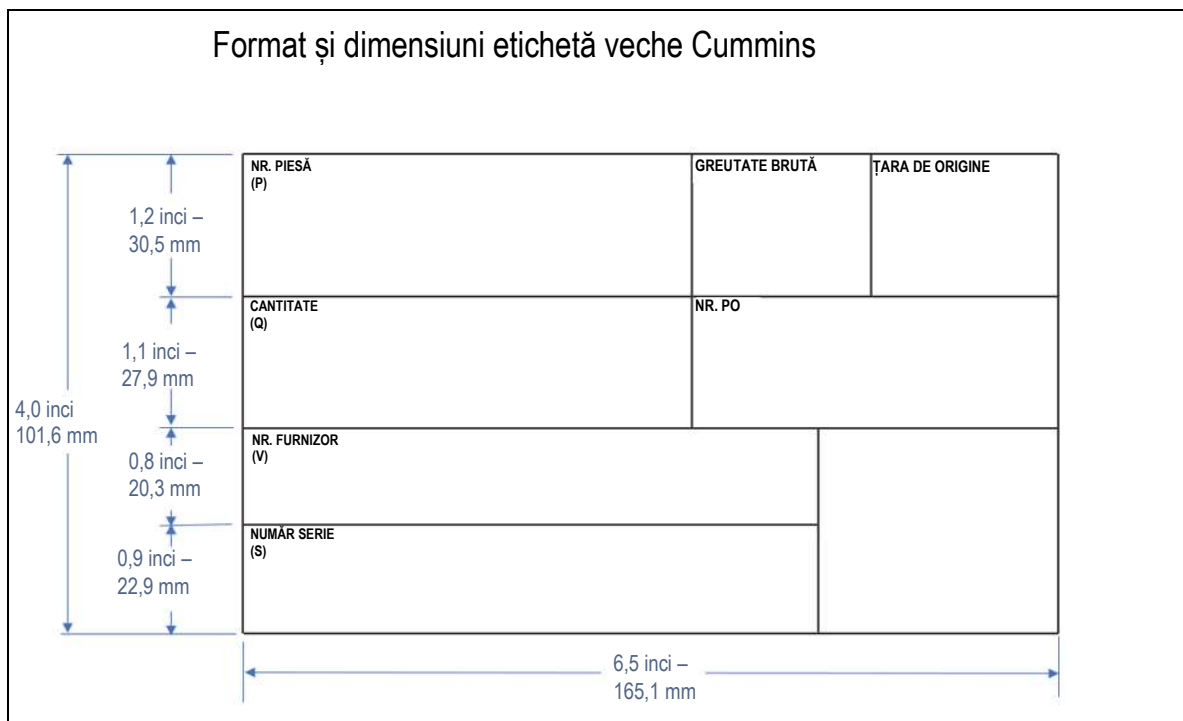 Format și dimensiuni etichetă veche Cummins
NR. PIESĂ
(P)
GREUTATE BRUTĂ
ȚARA DE ORIGINE
1,2 inci –
30,5 mm
CANTITATE
(Q)
NR. PO
1,1 inci –
27,9 mm
4,0 inci
101,6 mm
NR. FURNIZOR
(V)
0,8 inci –
20,3 mm
NUMĂR SERIE
(S)
0,9 inci –
22,9 mm
6,5 inci –
165,1 mm